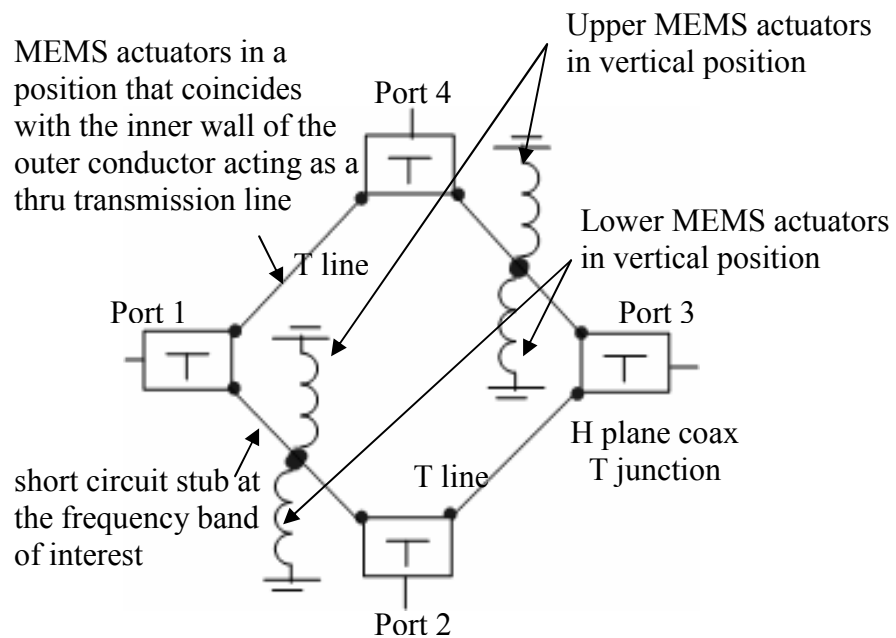 Upper MEMS actuators
in vertical position
MEMS actuators in a
position that coincides
with the inner wall of the
outer conductor acting as a
thru transmission line
Port 4
T
Lower MEMS actuators
in vertical position
T line
Port 1
T
Port 3
T
H plane coax
T junction
short circuit stub at
the frequency band
of interest
T line
T
Port 2